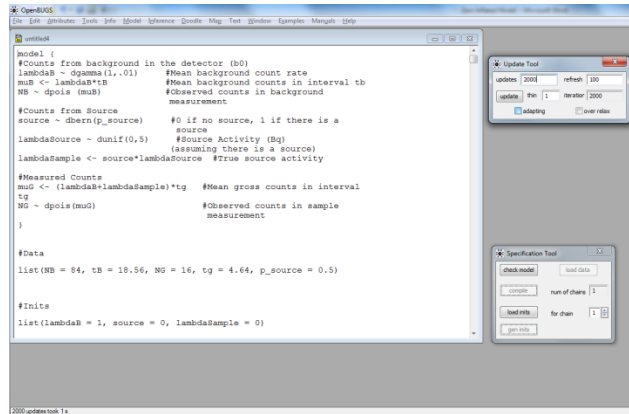 OpenBUGS
File Edit Attributes Tools Info Model Inference Doodle Map Text Window Examples Manuals Help
untitled4
model {
#Counts from background in the detector (b0)
lambdaB ~ dgamma(1,.01) #Mean background count rate
muB <- lambdaB*tB #Mean background counts in interval tb
NB ~ dpois (muB) #Observed counts in background
measurement
#Counts from Source
source ~ dbern(p_source) #0 if no source, 1 if there is a
source
lambdaSource ~ dunif(0,5) #Source Activity (Bq)
(assuming there is a source)
lambdaSample <- source*lambdaSource #True source activity
#Measured Counts
muG <- (lambdaB+lambdaSample)*tg #Mean gross counts in interval
tg
NG ~ dpois(muG) #Observed counts in sample
measurement
}
#Data
list(NB = 84, tB = 18.56, NG = 16, tg = 4.64, p_source = 0.5)
#Inits
list(lambdaB = 1, source = 0, lambdaSample = 0)
Update Tool
updates 2000 refresh 100
update thin 1 iteration 2000
adapting over relax
Specification Tool
check model load data
compile num of chains 1
load inits for chain 1
gen inits
2000 updates took 1 s